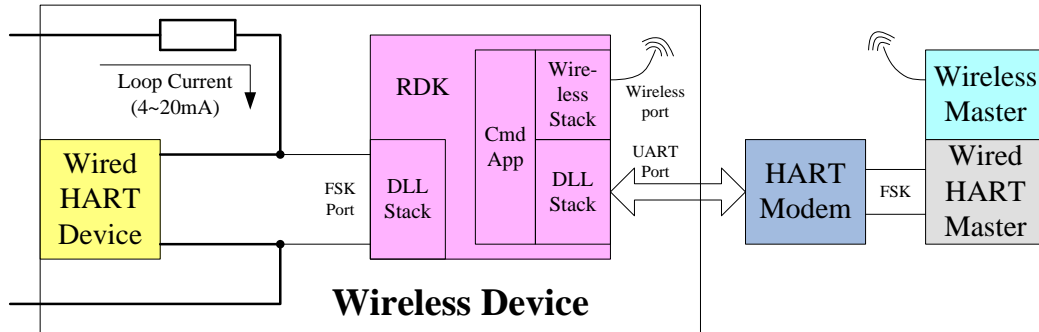 Loop Current
(4~20mA)
Wired
HART
Device
FSK
Port
RDK
DLL
Stack
Cmd
App
Wire-
less
Stack
DLL
Stack
Wireless
port
UART
Port
HART
Modem
FSK
Wireless
Master
Wired
HART
Master
Wireless Device